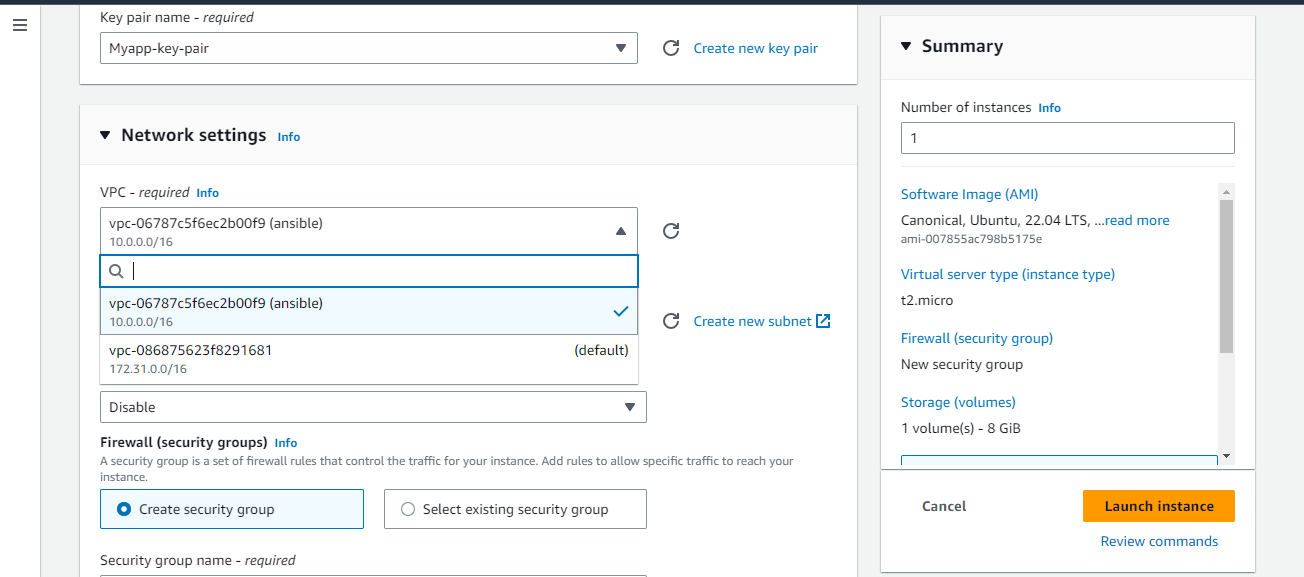 Key pair name - required
Myapp-key-pair
Create new key pair
Network settings Info
VPC - required Info
vpc-06787c5f6ec2b00f9 (ansible)
10.0.0.0/16
vpc-06787c5f6ec2b00f9 (ansible)
10.0.0.0/16
vpc-086875623f8291681 (default)
172.31.0.0/16
Create new subnet
Disable
Firewall (security groups) Info
A security group is a set of firewall rules that control the traffic for your instance. Add rules to allow specific traffic to reach your
instance.
Create security group
Select existing security group
Security group name - required
Summary
Number of instances Info
1
Software Image (AMI)
Canonical, Ubuntu, 22.04 LTS, ...read more
ami-007855ac798b5175e
Virtual server type (instance type)
t2.micro
Firewall (security group)
New security group
Storage (volumes)
1 volume(s) - 8 GiB
Cancel
Launch instance
Review commands